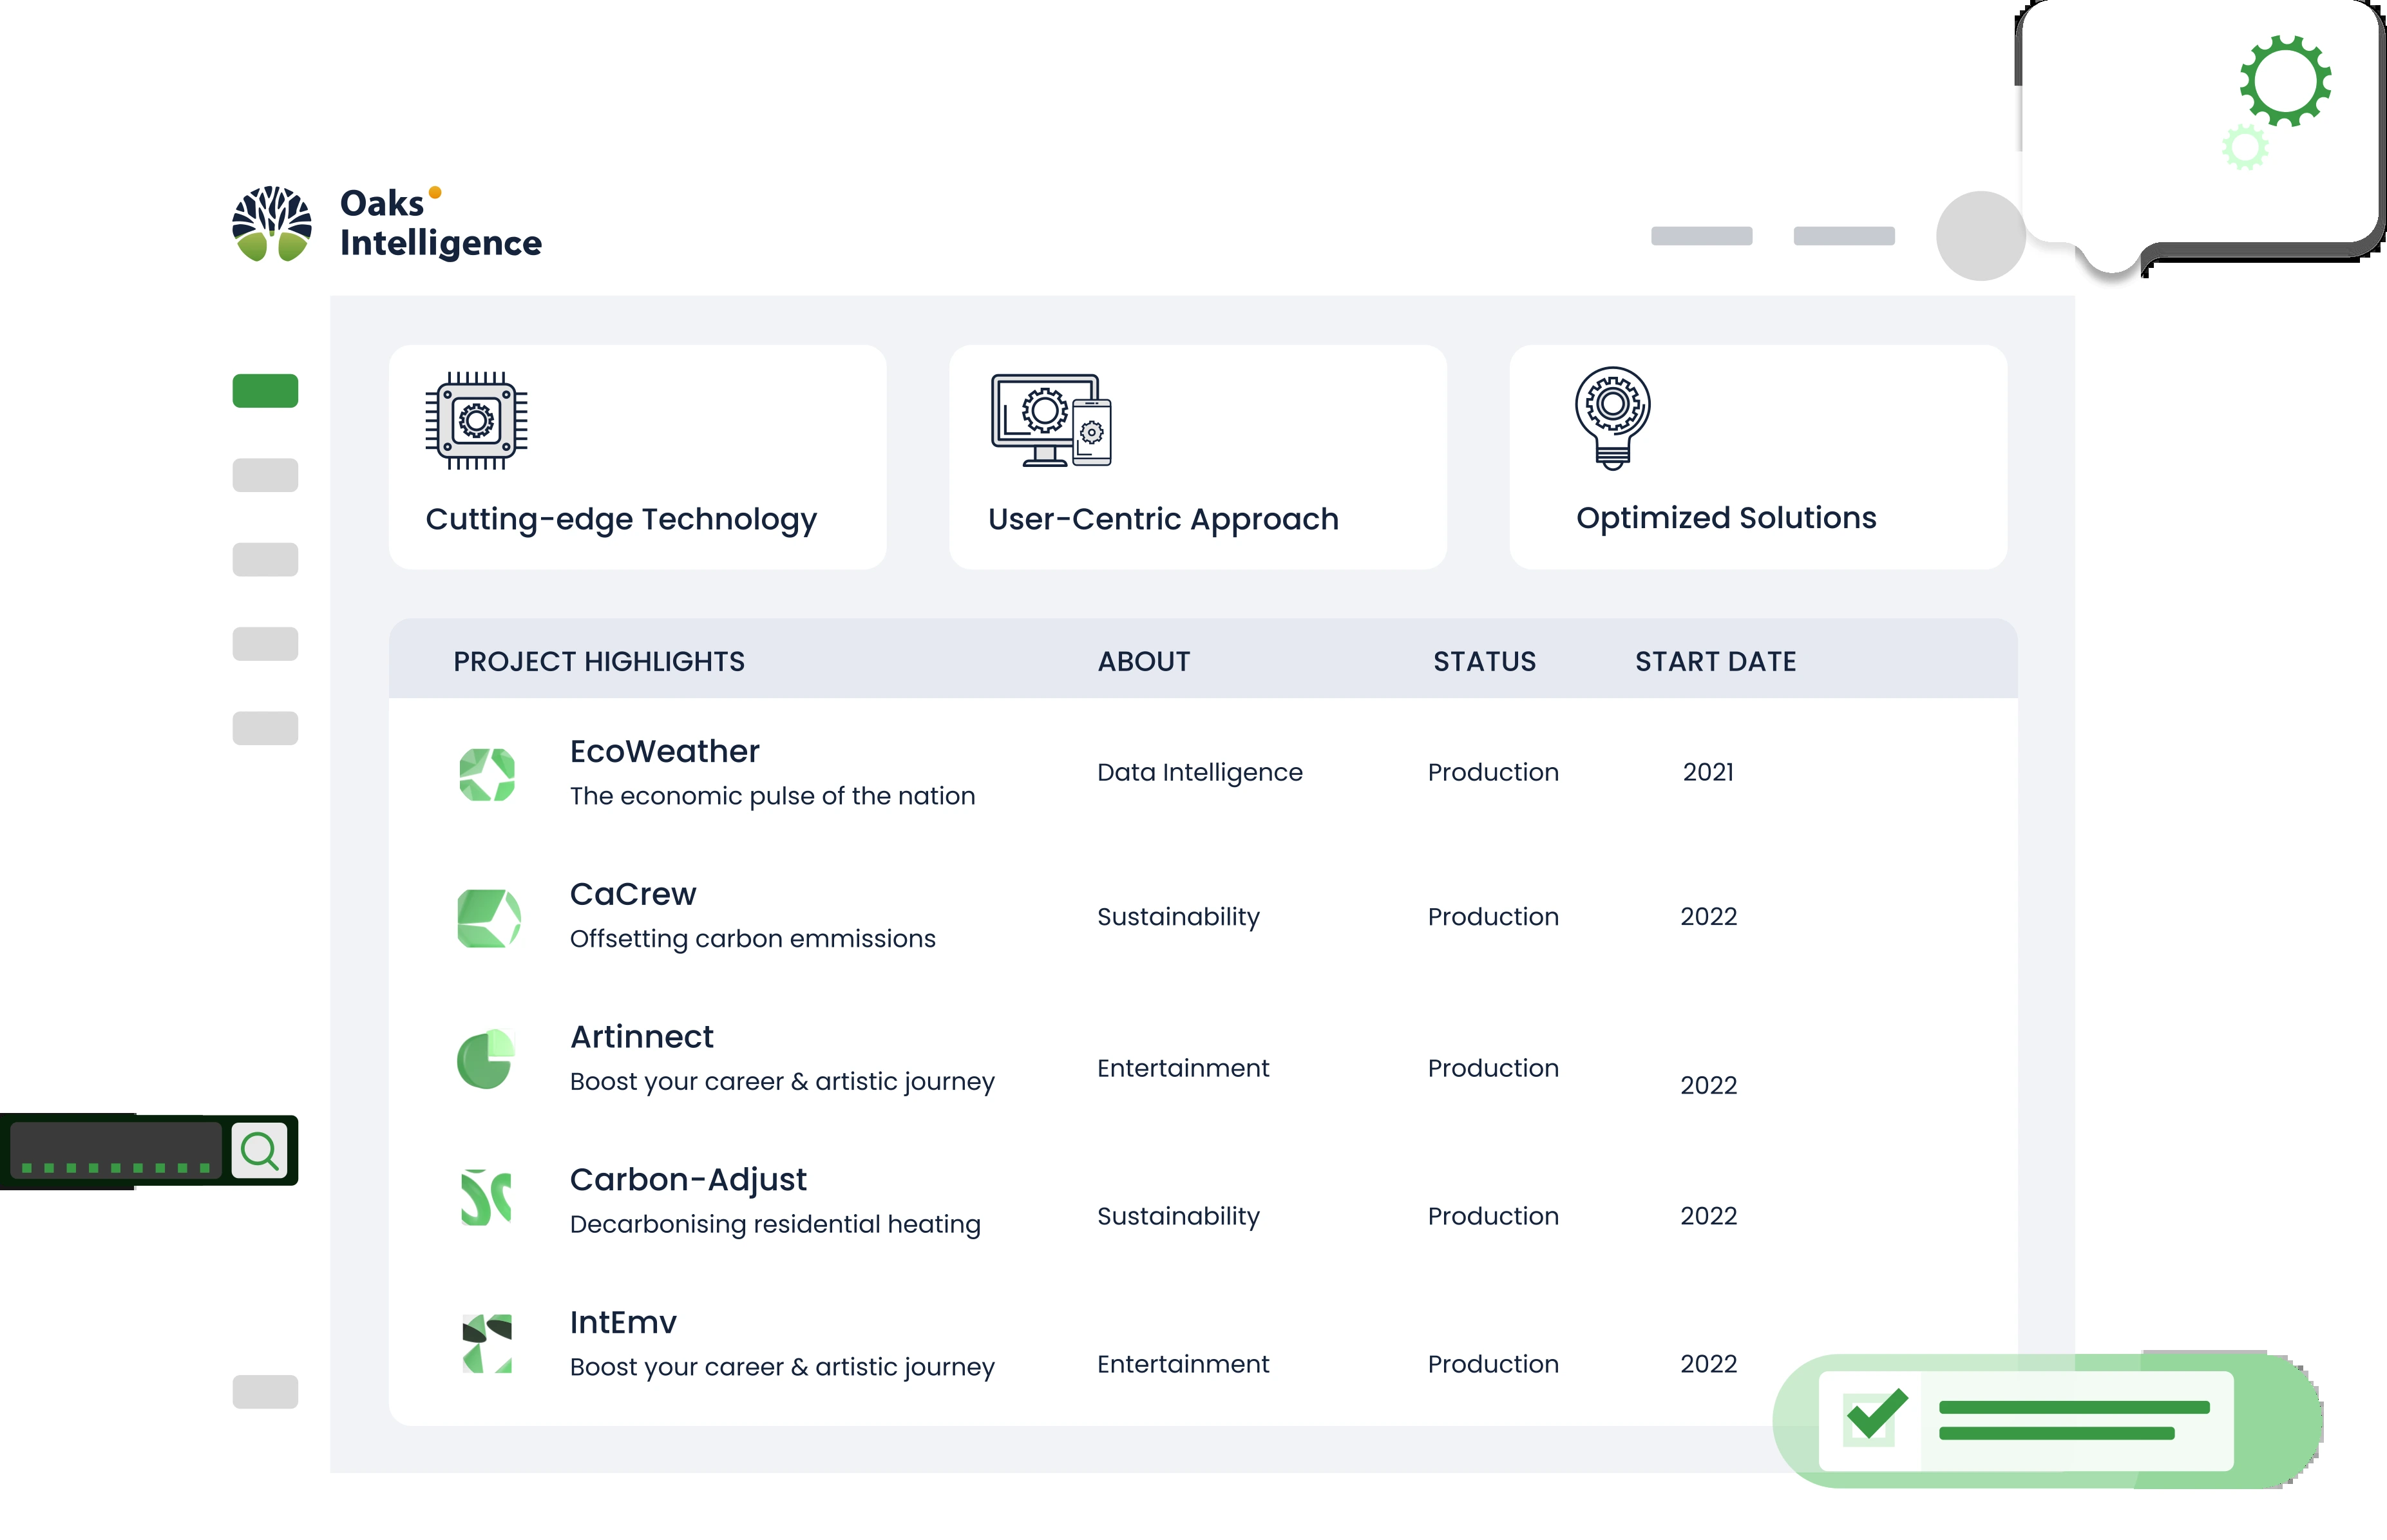 Oaks
Intelligence
Cutting-edge Technology
User-Centric Approach
Optimized Solutions
PROJECT HIGHLIGHTS ABOUT STATUS START DATE
EcoWeather
The economic pulse of the nation
Data Intelligence Production 2021
CaCrew
Offsetting carbon emmissions
Sustainability Production 2022
Artinnect
Boost your career & artistic journey
Entertainment Production 2022
Carbon-Adjust
Decarbonising residential heating
Sustainability Production 2022
IntEmv
Boost your career & artistic journey
Entertainment Production 2022